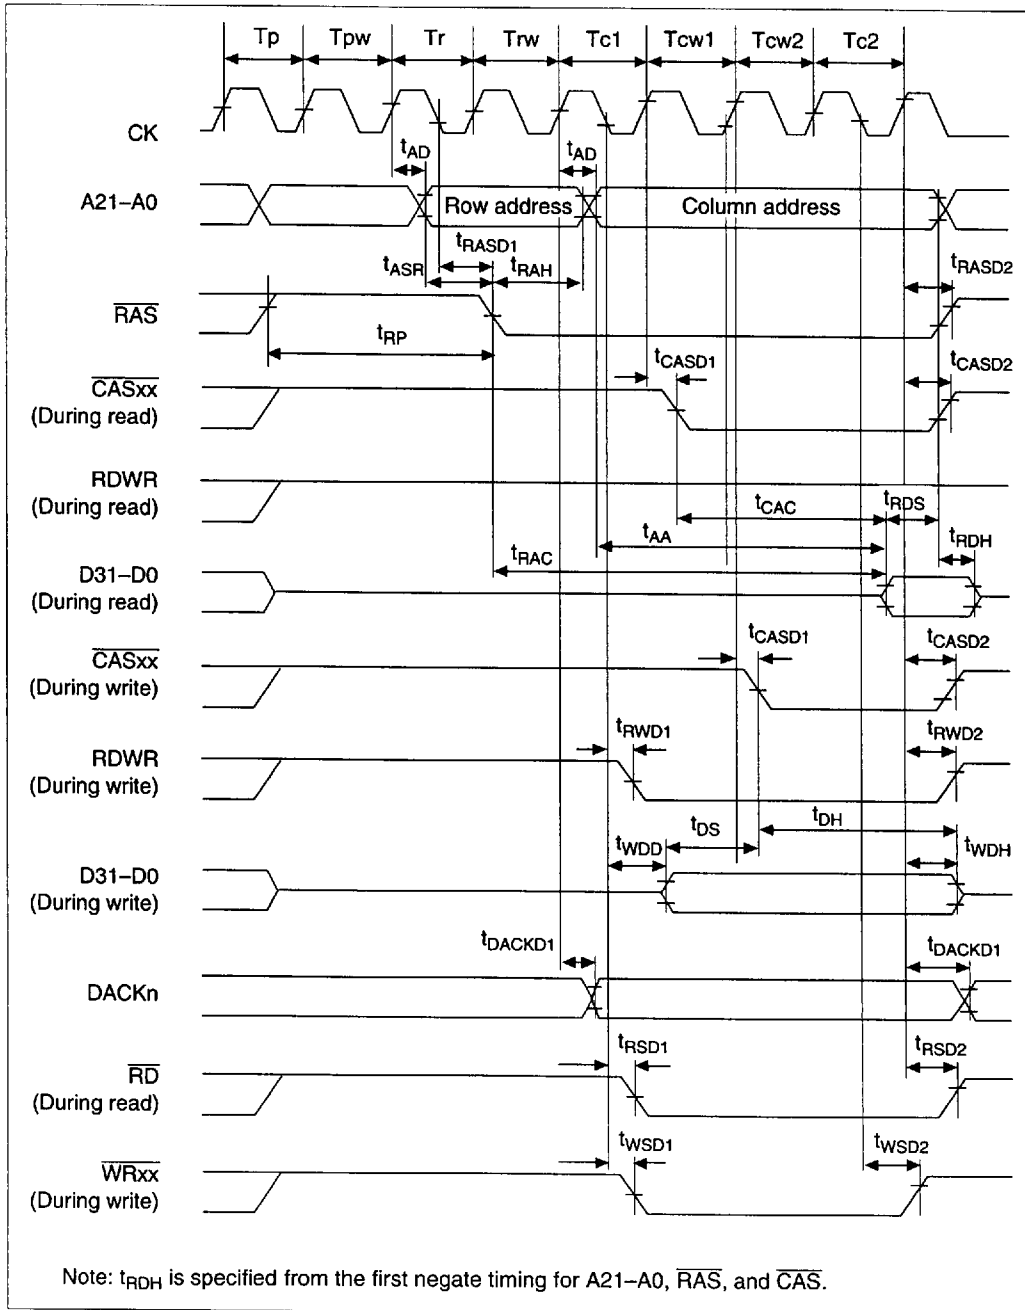 Tp Tpw Tr Trw Tc1 Tcw1 Tcw2 Tc2
CK
tAD tAD
A21–A0 Row address Column address
tRASD1
tASR tRAH tRASD2
RAS
tRP
tCASD1 tCASD2
CASxx
(During read)
RDWR
(During read)
tCAC tRDS
tAA tRDH
tRAC
D31–D0
(During read)
tCASD1 tCASD2
CASxx
(During write)
tRWD1 tRWD2
RDWR
(During write)
tDS tDH
tWDD tWDH
D31–D0
(During write)
tDACKD1 tDACKD1
DACKn
tRSD1 tRSD2
RD
(During read)
tWSD1 tWSD2
WRxx
(During write)
Note: tRDH is specified from the first negate timing for A21–A0, RAS, and CAS.